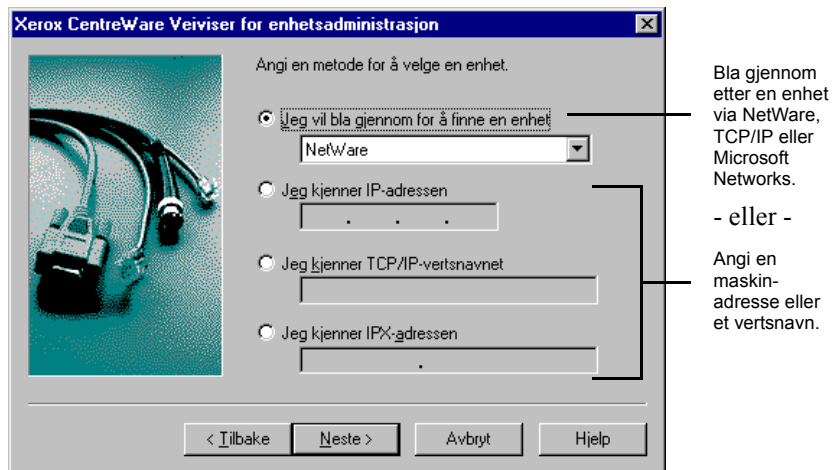 Xerox CentreWare Veiviser for enhetsadministrasjon
Angi en metode for å velge en enhet.
Jeg vil bla gjennom for å finne en enhet
NetWare
Jeg kjenner IP-adressen
. . .
Jeg kjenner TCP/IP-vertsnavnet
Jeg kjenner IPX-adressen
.
< Tilbake
Neste >
Avbryt
Hjelp
Bla gjennom
etter en enhet
via NetWare,
TCP/IP eller
Microsoft
Networks.
- eller -
Angi en
maskin-
adresse eller
et vertsnavn.